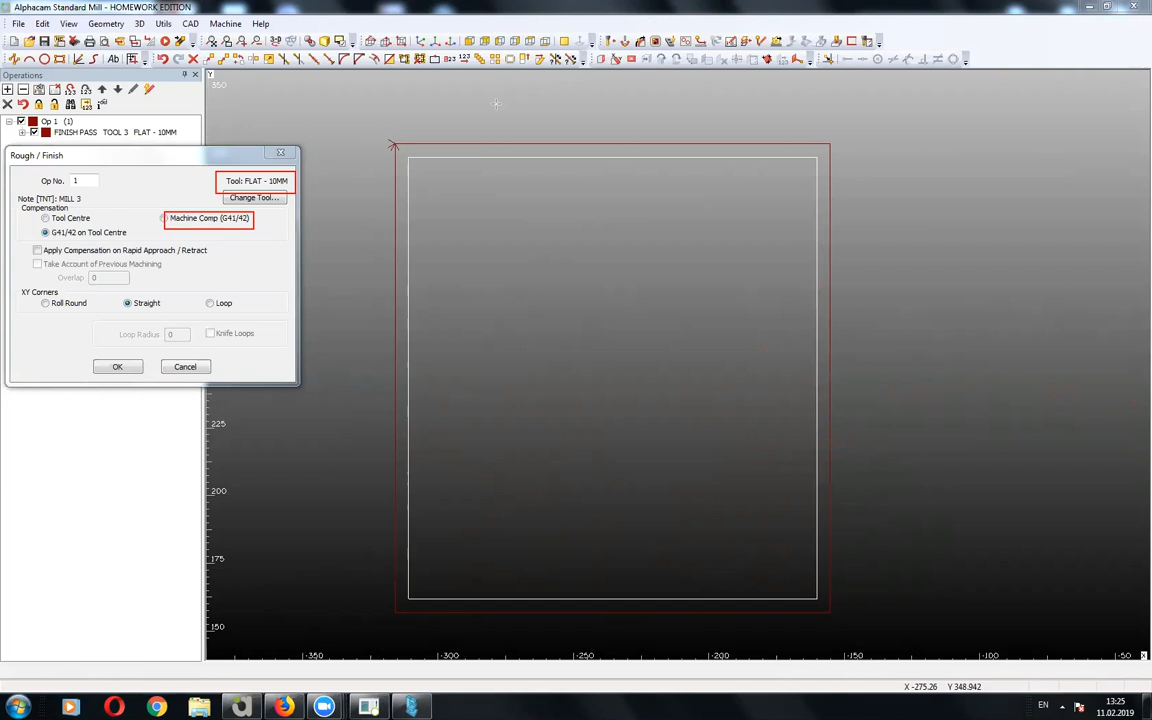 Alphacam Standard Mill - HOMEWORK EDITION
File Edit View Geometry 3D Utils CAD Machine Help
Operations
Op 1 (1)
FINISH PASS TOOL 3 FLAT - 10MM
Rough / Finish
Op No. 1 Tool: FLAT - 10MM
Note [TNT]: MILL 3 Change Tool...
Compensation
Tool Centre Machine Comp (G41/42)
G41/42 on Tool Centre
Apply Compensation on Rapid Approach / Retract
Take Account of Previous Machining
Overlap 0
XY Corners
Roll Round Straight Loop
Loop Radius 0 Knife Loops
OK Cancel
Y
350
225
200
175
150
-350 -300 -250 -200 -150 -100 -50 X
X -275.26 Y 348.942
EN 13:25
11.02.2019